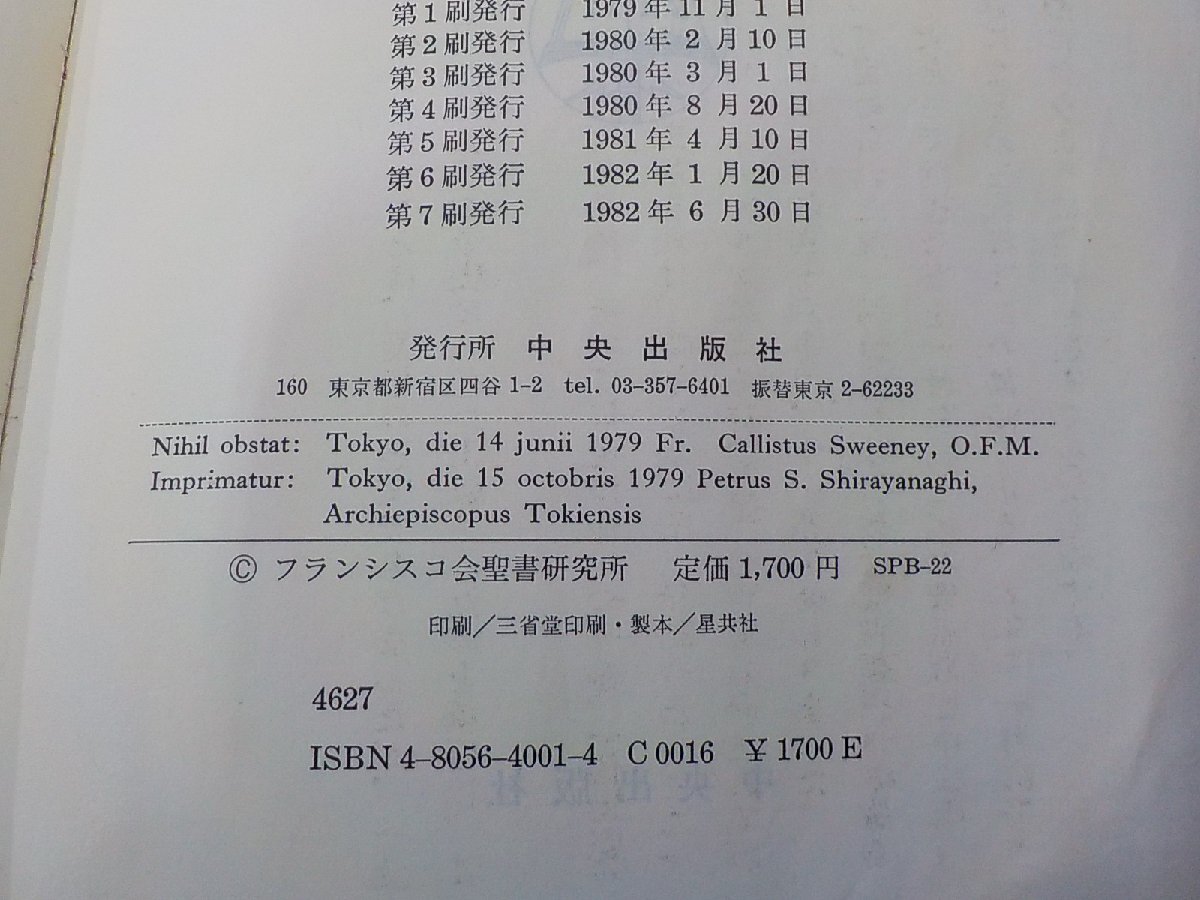 第1刷発行 1979年11月1日
第2刷発行 1980年2月10日
第3刷発行 1980年3月1日
第4刷発行 1980年8月20日
第5刷発行 1981年4月10日
第6刷発行 1982年1月20日
第7刷発行 1982年6月30日
発行所 中央出版社
160 東京都新宿区四谷1-2 tel. 03-357-6401 振替東京2-62233
Nihil obstat: Tokyo, die 14 junii 1979 Fr. Callistus Sweeney, O.F.M.
Imprimatur: Tokyo, die 15 octobris 1979 Petrus S. Shirayanaghi,
Archiepiscopus Tokiensis
© フランシスコ会聖書研究所 定価1,700円 SPB-22
印刷/三省堂印刷・製本/星共社
4627
ISBN 4-8056-4001-4 C0016 ¥1700E